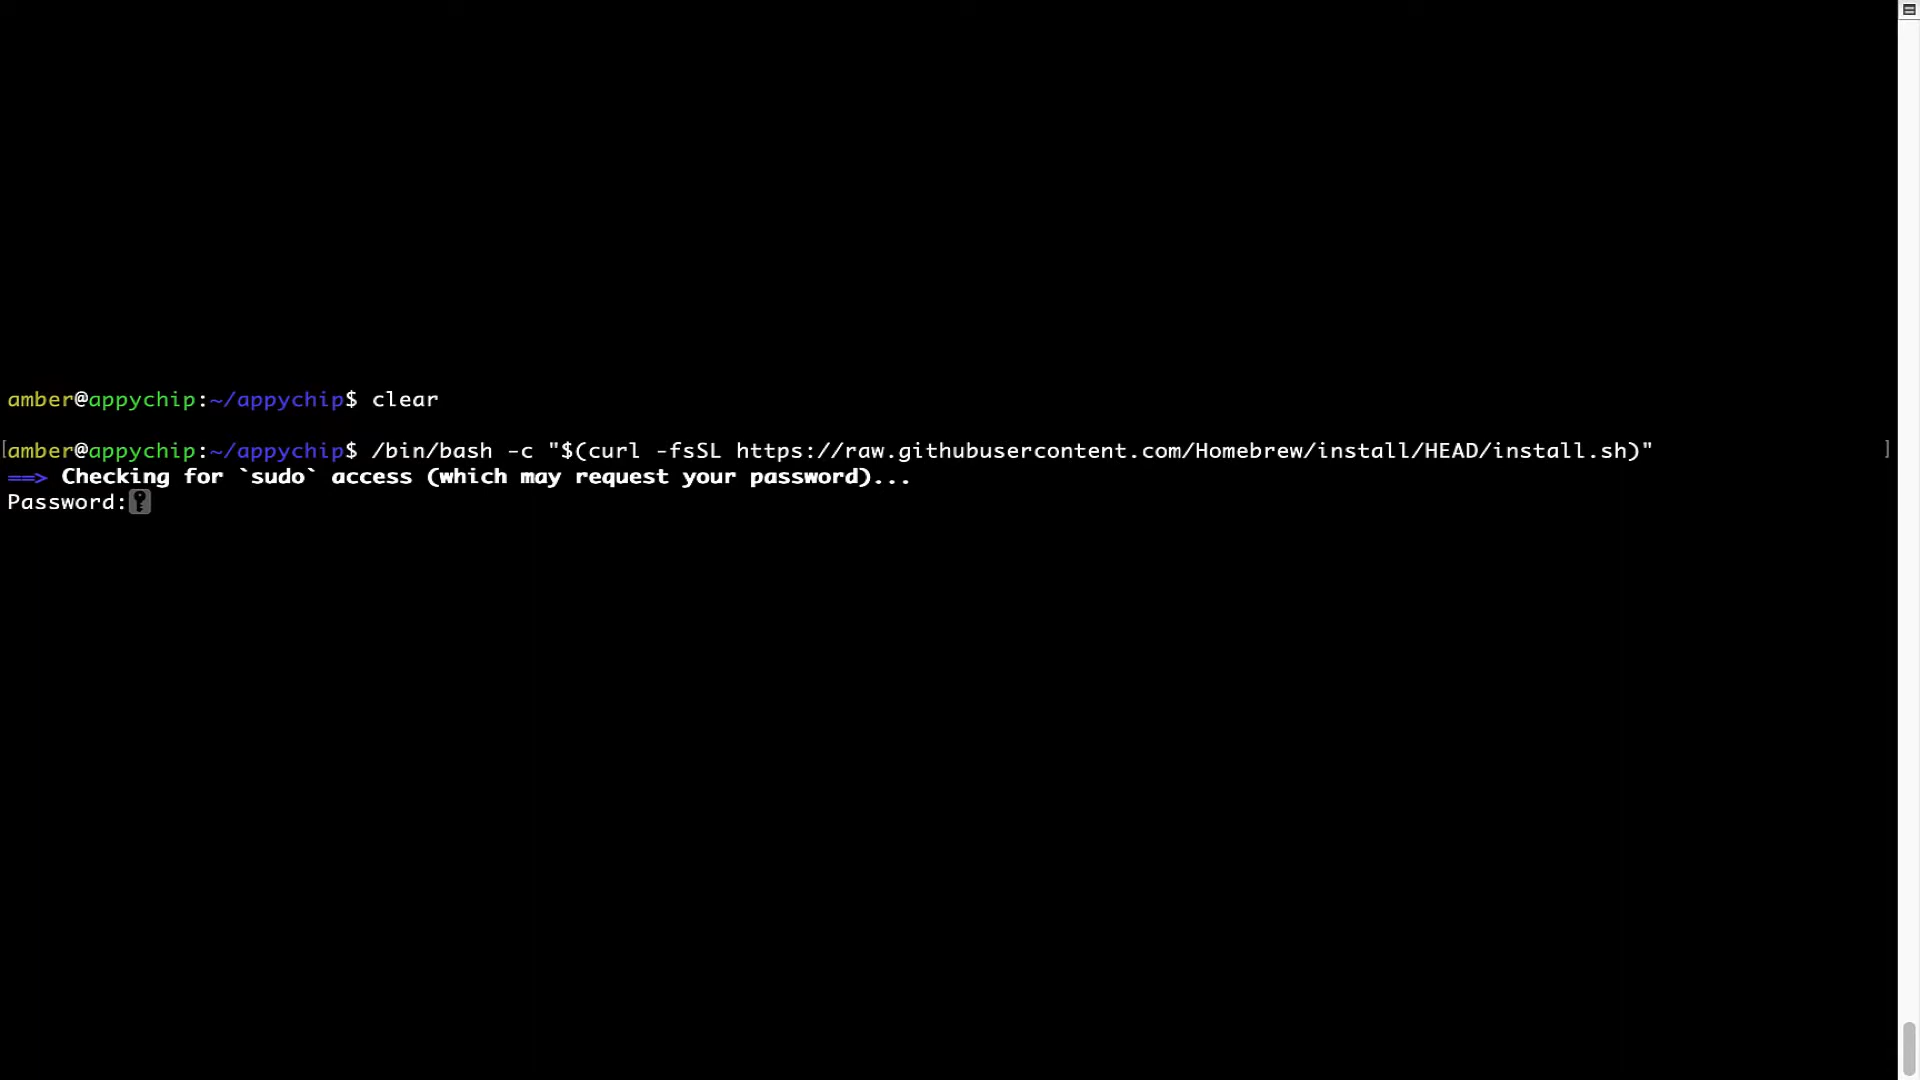 amber@appychip:~/appychip$ clear
[amber@appychip:~/appychip$ /bin/bash -c "$(curl -fsSL https://raw.githubusercontent.com/Homebrew/install/HEAD/install.sh)" ]
==> Checking for `sudo` access (which may request your password)...
Password: